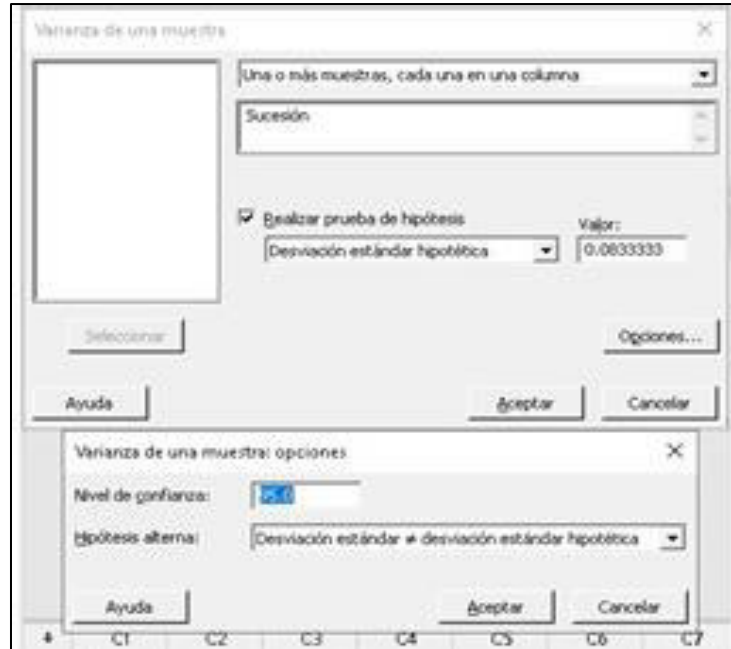 Varianza de una muestra
Una o más muestras, cada una en una columna
Sucesión
Realizar prueba de hipótesis
Valor:
Desviación estándar hipotética
0.0833333
Seleccionar
Opciones...
Ayuda
Aceptar
Cancelar
Varianza de una muestra: opciones
Nivel de confianza:
95.0
Hipótesis alterna:
Desviación estándar ≠ desviación estándar hipotética
Ayuda
Aceptar
Cancelar
C1 C2 C3 C4 C5 C6 C7